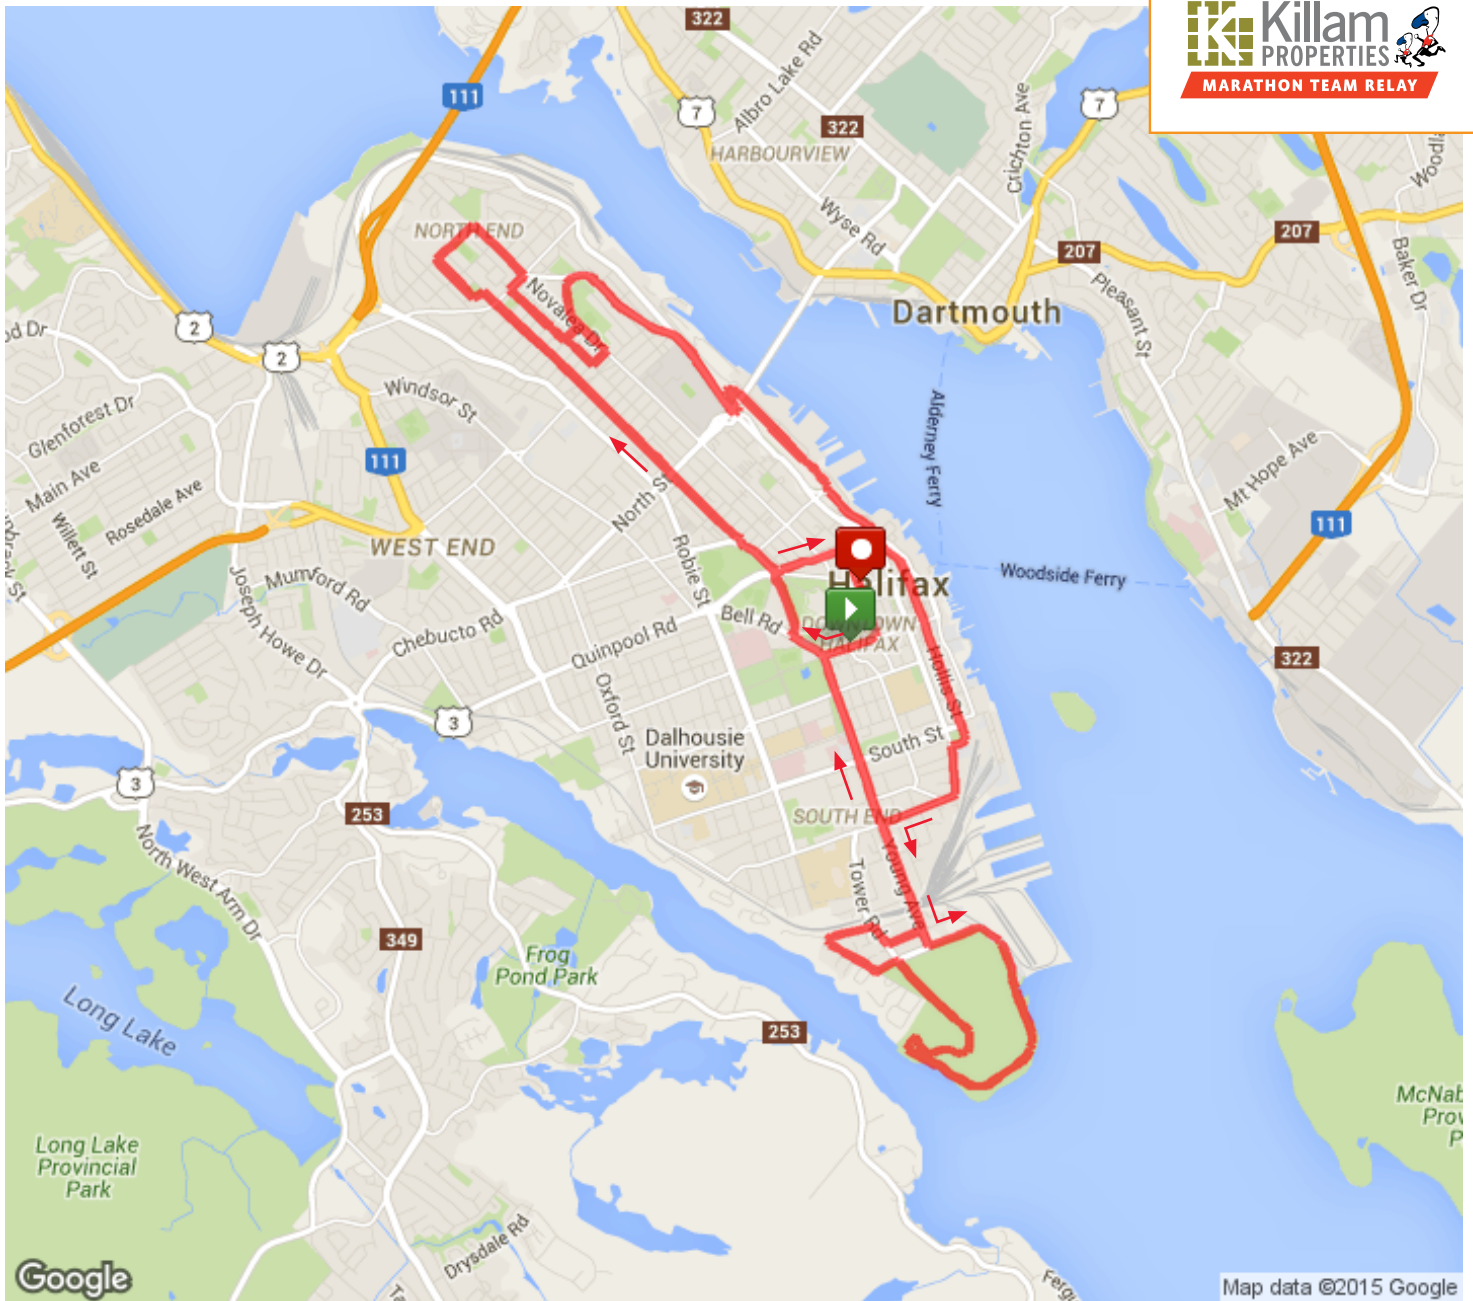 Killam
PROPERTIES
MARATHON TEAM RELAY
322
111
7
Albro Lake Rd
322
7
Crichton Ave
HARBOURVIEW
Wyse Rd
207
207
Baker Dr
NORTH END
Novalea Dr
Pleasant St
Dartmouth
2
2
Windsor St
Glenforest Dr
Main Ave
Rosedale Ave
Willett St
111
North St
Alderney Ferry
Mt Hope Ave
111
WEST END
Mumford Rd
Joseph Howe Dr
Chebucto Rd
Quinpool Rd
Robie St
Bell Rd
Halifax
DOWNTOWN
HALIFAX
Woodside Ferry
322
Oxford St
Hollis St
3
Dalhousie
University
South St
3
253
SOUTH END
North West Arm Dr
Tower Rd
Young Ave
349
Frog
Pond Park
Long Lake
253
McNab
Prov
P
Long Lake
Provincial
Park
Drysdale Rd
Google
Map data ©2015 Google